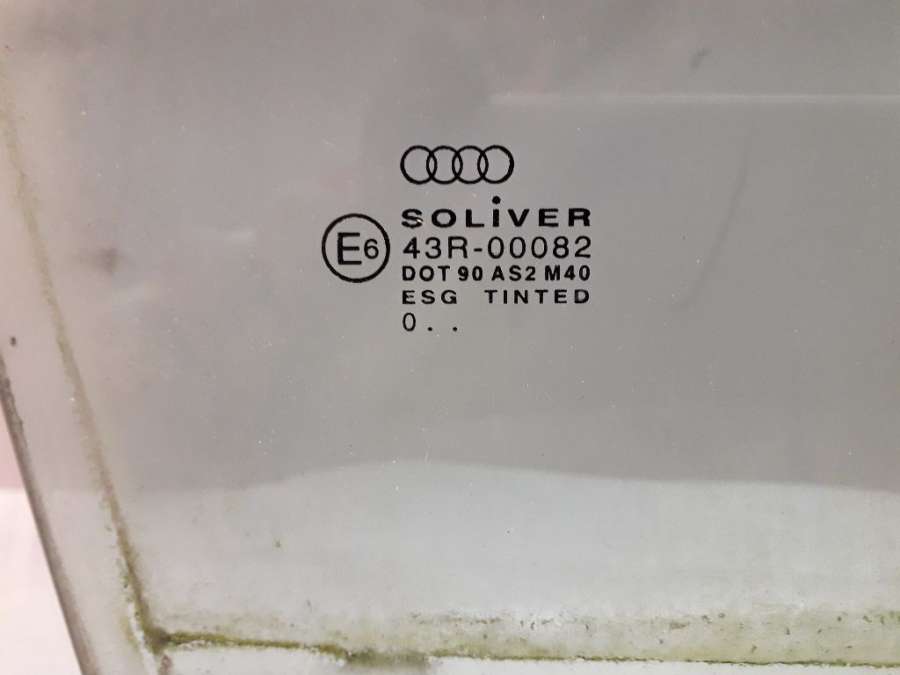 SOLiVER
E6
43R-00082
DOT 90 AS2 M40
ESG TINTED
0 . .